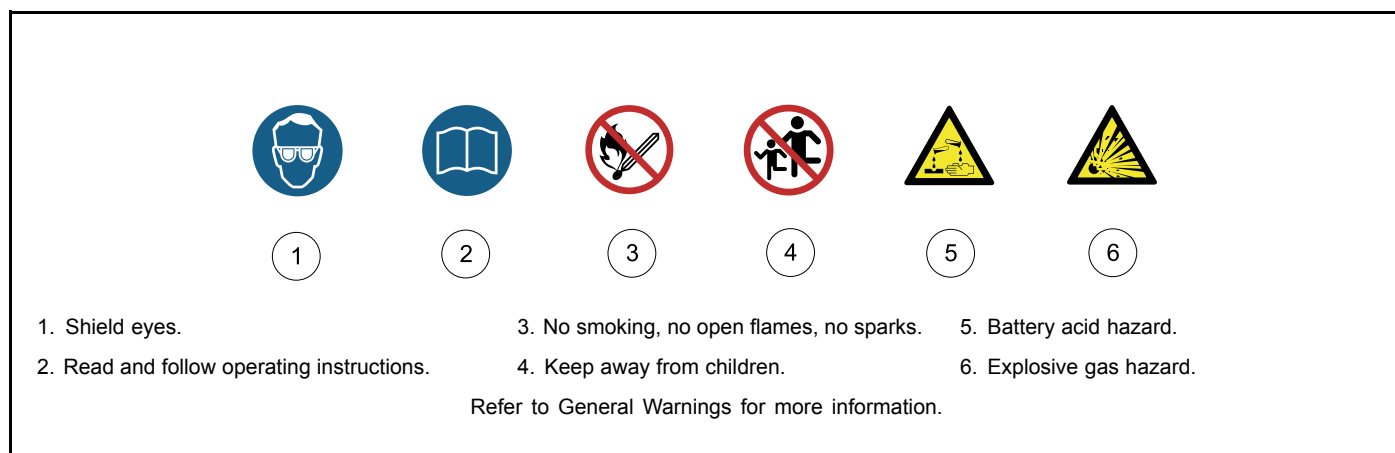 1 2 3 4 5 6
1. Shield eyes. 3. No smoking, no open flames, no sparks. 5. Battery acid hazard.
2. Read and follow operating instructions. 4. Keep away from children. 6. Explosive gas hazard.
Refer to General Warnings for more information.